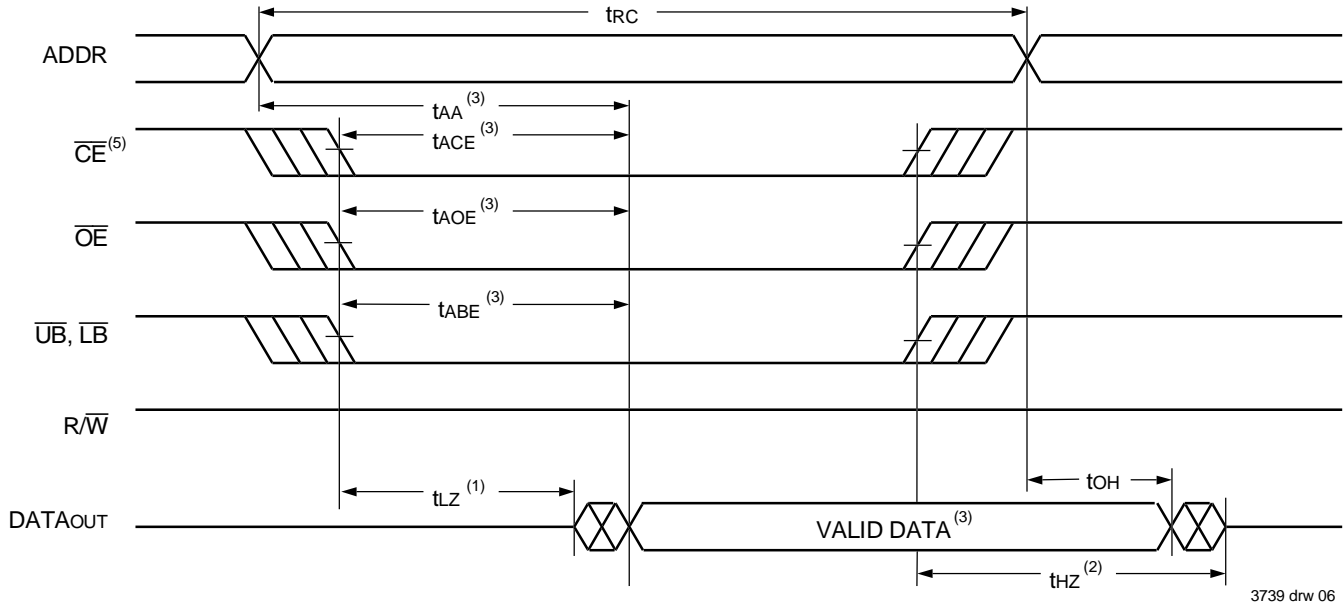 tRC
ADDR
tAA (3)
CE (5)
tACE (3)
OE
tAOE (3)
UB, LB
tABE (3)
R/W
tLZ (1)
tOH
DATAOUT
VALID DATA (3)
tHZ (2)
3739 drw 06